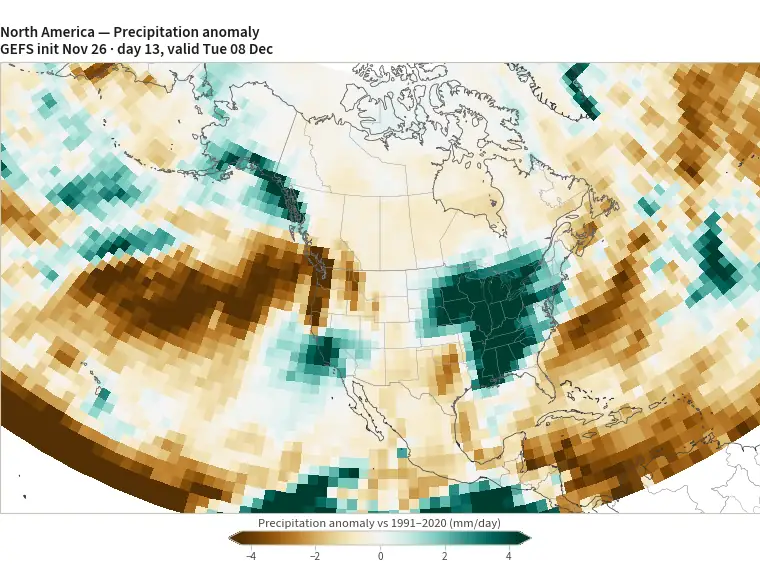 North America — Precipitation anomaly
GEFS init Nov 26 · day 13, valid Tue 08 Dec
Precipitation anomaly vs 1991–2020 (mm/day)
−4 −2 0 2 4